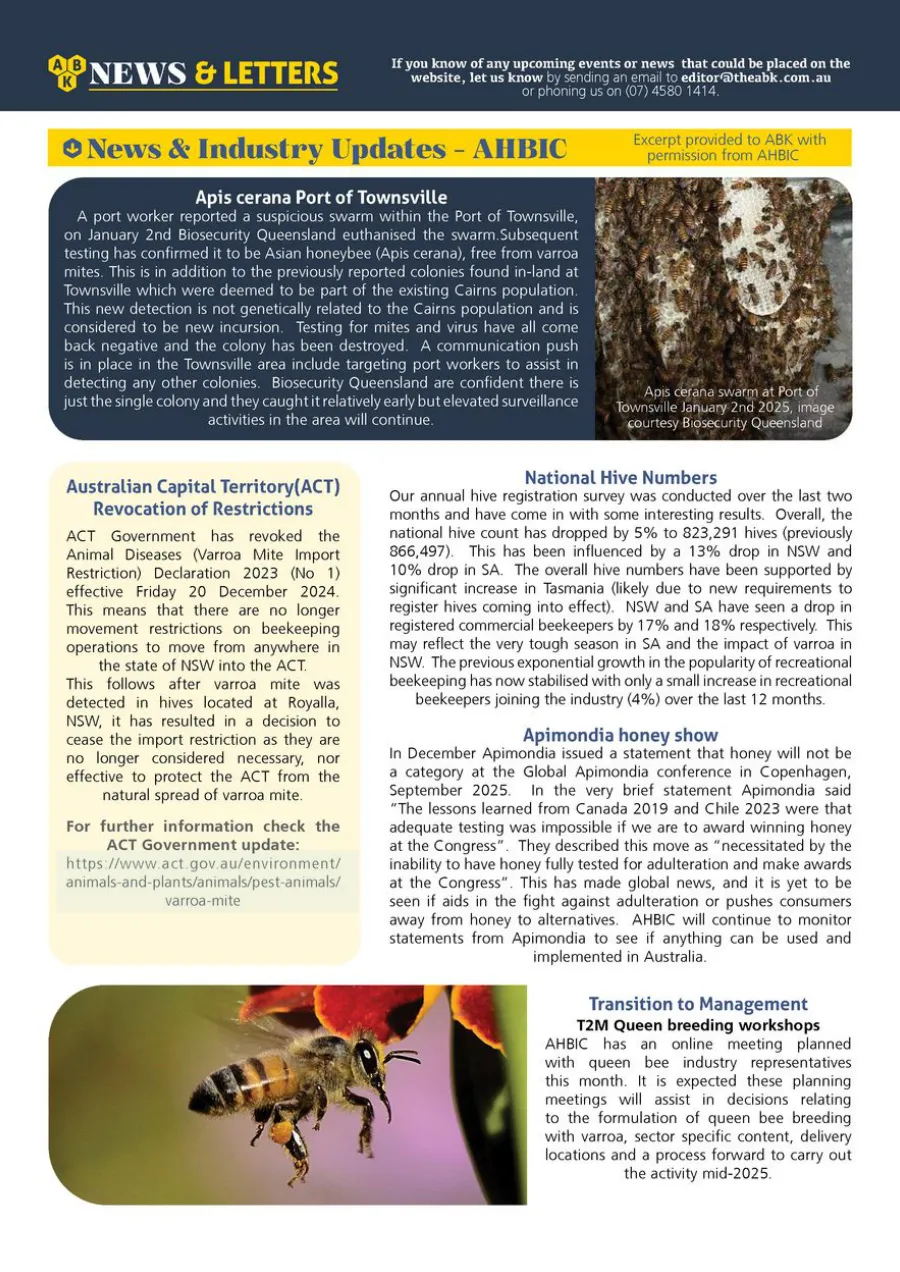 A B K
NEWS & LETTERS
If you know of any upcoming events or news that could be placed on the
website, let us know by sending an email to editor@theabk.com.au
or phoning us on (07) 4580 1414.
News & Industry Updates - AHBIC
Excerpt provided to ABK with
permission from AHBIC
Apis cerana Port of Townsville
A port worker reported a suspicious swarm within the Port of Townsville,
on January 2nd Biosecurity Queensland euthanised the swarm.Subsequent
testing has confirmed it to be Asian honeybee (Apis cerana), free from varroa
mites. This is in addition to the previously reported colonies found in-land at
Townsville which were deemed to be part of the existing Cairns population.
This new detection is not genetically related to the Cairns population and is
considered to be new incursion. Testing for mites and virus have all come
back negative and the colony has been destroyed. A communication push
is in place in the Townsville area include targeting port workers to assist in
detecting any other colonies. Biosecurity Queensland are confident there is
just the single colony and they caught it relatively early but elevated surveillance
activities in the area will continue.
Apis cerana swarm at Port of
Townsville January 2nd 2025, image
courtesy Biosecurity Queensland
Australian Capital Territory(ACT)
Revocation of Restrictions
ACT Government has revoked the
Animal Diseases (Varroa Mite Import
Restriction) Declaration 2023 (No 1)
effective Friday 20 December 2024.
This means that there are no longer
movement restrictions on beekeeping
operations to move from anywhere in
the state of NSW into the ACT.
This follows after varroa mite was
detected in hives located at Royalla,
NSW, it has resulted in a decision to
cease the import restriction as they are
no longer considered necessary, nor
effective to protect the ACT from the
natural spread of varroa mite.
For further information check the
ACT Government update:
https://www.act.gov.au/environment/
animals-and-plants/animals/pest-animals/
varroa-mite
National Hive Numbers
Our annual hive registration survey was conducted over the last two
months and have come in with some interesting results. Overall, the
national hive count has dropped by 5% to 823,291 hives (previously
866,497). This has been influenced by a 13% drop in NSW and
10% drop in SA. The overall hive numbers have been supported by
significant increase in Tasmania (likely due to new requirements to
register hives coming into effect). NSW and SA have seen a drop in
registered commercial beekeepers by 17% and 18% respectively. This
may reflect the very tough season in SA and the impact of varroa in
NSW. The previous exponential growth in the popularity of recreational
beekeeping has now stabilised with only a small increase in recreational
beekeepers joining the industry (4%) over the last 12 months.
Apimondia honey show
In December Apimondia issued a statement that honey will not be
a category at the Global Apimondia conference in Copenhagen,
September 2025. In the very brief statement Apimondia said
"The lessons learned from Canada 2019 and Chile 2023 were that
adequate testing was impossible if we are to award winning honey
at the Congress". They described this move as "necessitated by the
inability to have honey fully tested for adulteration and make awards
at the Congress". This has made global news, and it is yet to be
seen if aids in the fight against adulteration or pushes consumers
away from honey to alternatives. AHBIC will continue to monitor
statements from Apimondia to see if anything can be used and
implemented in Australia.
Transition to Management
T2M Queen breeding workshops
AHBIC has an online meeting planned
with queen bee industry representatives
this month. It is expected these planning
meetings will assist in decisions relating
to the formulation of queen bee breeding
with varroa, sector specific content, delivery
locations and a process forward to carry out
the activity mid-2025.